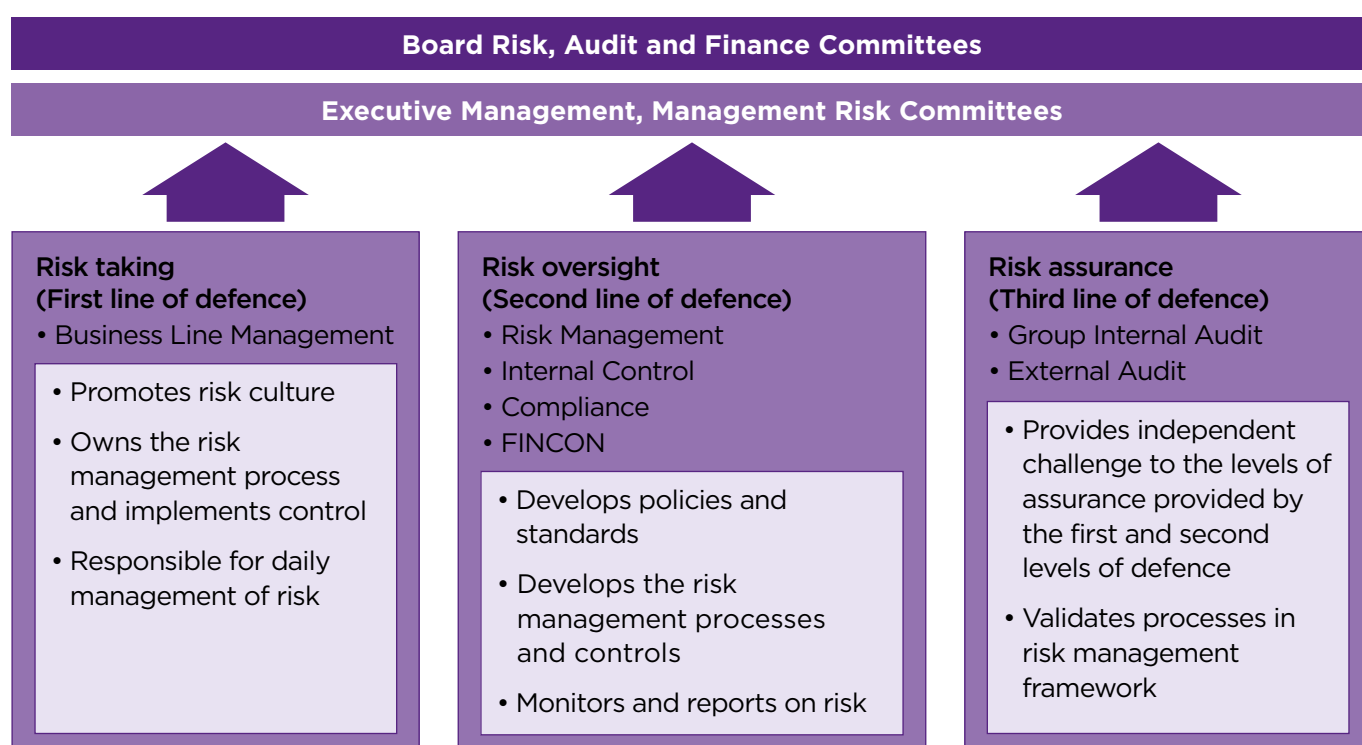 Board Risk, Audit and Finance Committees
Executive Management, Management Risk Committees
Risk taking
(First line of defence)
• Business Line Management
• Promotes risk culture
• Owns the risk
management process
and implements control
• Responsible for daily
management of risk
Risk oversight
(Second line of defence)
• Risk Management
• Internal Control
• Compliance
• FINCON
• Develops policies and
standards
• Develops the risk
management processes
and controls
• Monitors and reports on risk
Risk assurance
(Third line of defence)
• Group Internal Audit
• External Audit
• Provides independent
challenge to the levels of
assurance provided by
the first and second
levels of defence
• Validates processes in
risk management
framework